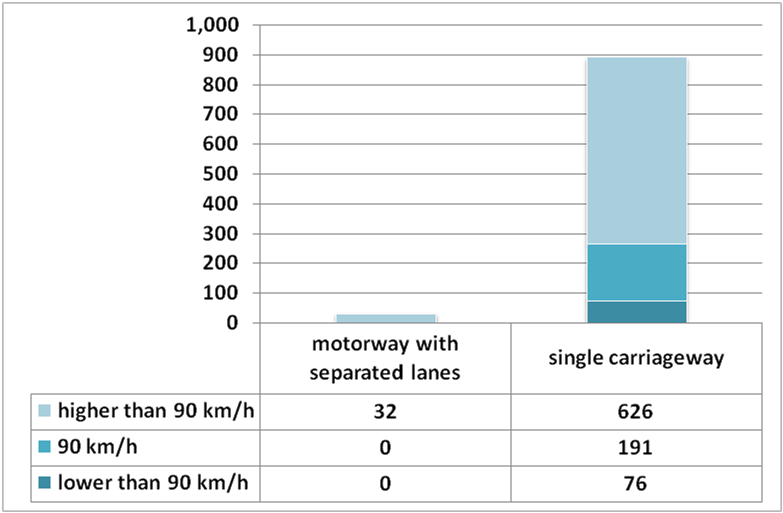 1,000
900
800
700
600
500
400
300
200
100
0
motorway with
separated lanes
single carriageway
higher than 90 km/h 32 626
90 km/h 0 191
lower than 90 km/h 0 76